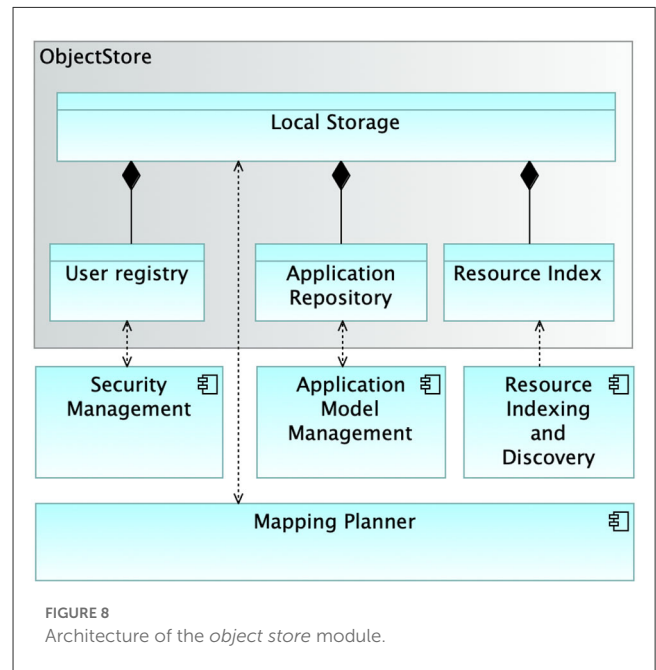 ObjectStore
Local Storage
User registry
Application
Repository
Resource Index
Security
Management
Application
Model
Management
Resource
Indexing
and
Discovery
Mapping Planner
FIGURE 8
Architecture of the object store module.